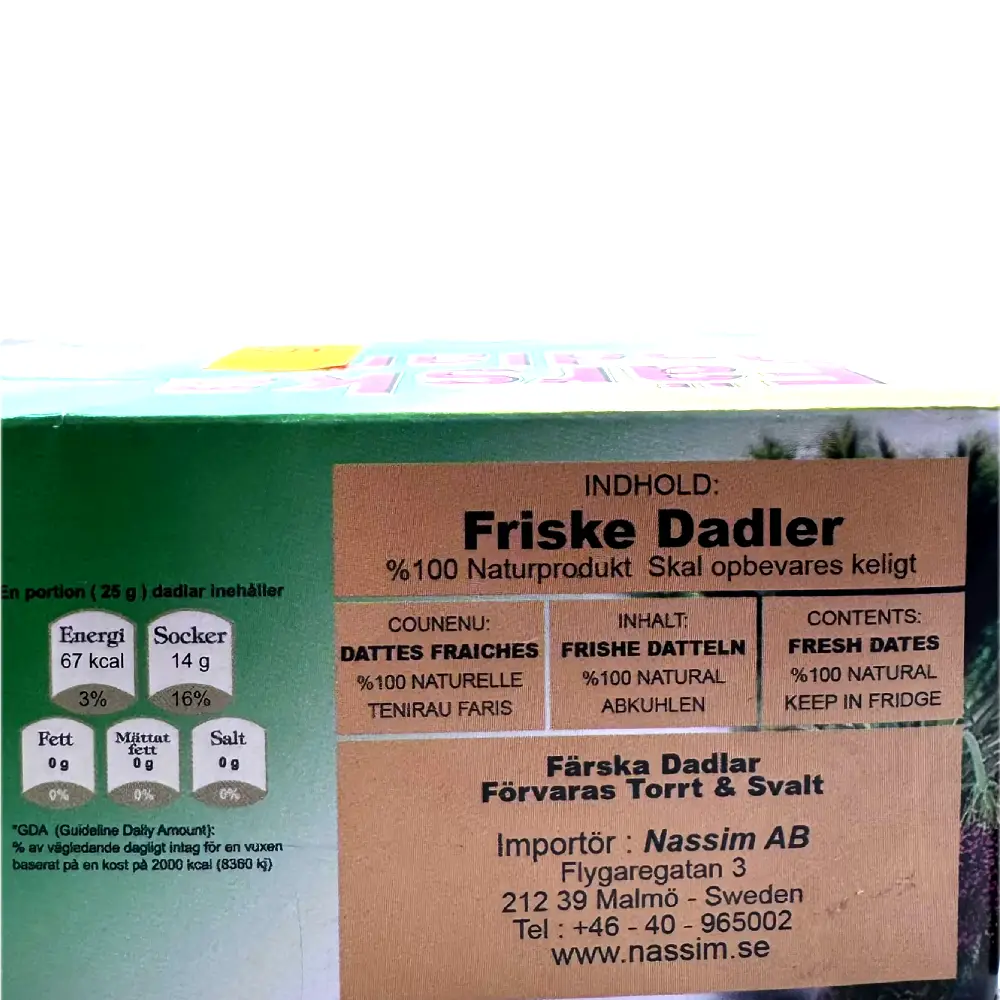 Färska
INDHOLD:
Friske Dadler
%100 Naturprodukt Skal opbevares keligt
En portion ( 25 g ) dadlar inehåller
Energi
67 kcal
3%
Socker
14 g
16%
Fett
0 g
0%
Mättat
fett
0 g
0%
Salt
0 g
0%
*GDA (Guideline Daily Amount):
% av vägledande dagligt intag för en vuxen
baserat på en kost på 2000 kcal (8360 kj)
COUNENU:
DATTES FRAICHES
%100 NATURELLE
TENIRAU FARIS
INHALT:
FRISHE DATTELN
%100 NATURAL
ABKUHLEN
CONTENTS:
FRESH DATES
%100 NATURAL
KEEP IN FRIDGE
Färska Dadlar
Förvaras Torrt & Svalt
Importör : Nassim AB
Flygaregatan 3
212 39 Malmö - Sweden
Tel : +46 - 40 - 965002
www.nassim.se